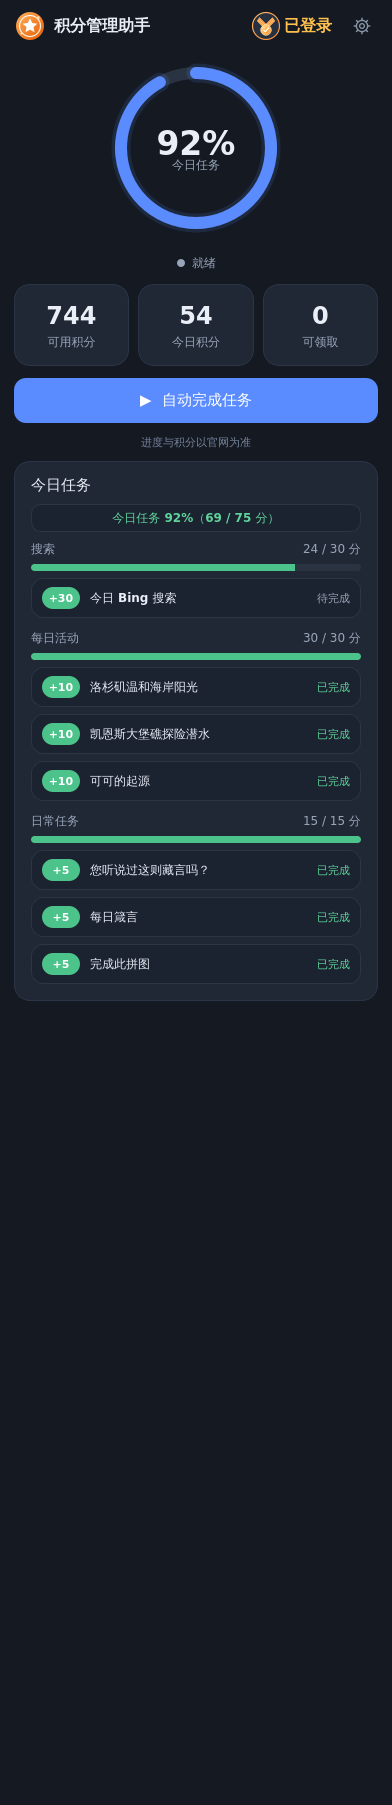 积分管理助手
已登录
92%
今日任务
就绪
744
可用积分
54
今日积分
0
可领取
▶ 自动完成任务
进度与积分以官网为准
今日任务
今日任务 92%（69 / 75 分）
搜索 24 / 30 分
+30 今日 Bing 搜索 待完成
每日活动 30 / 30 分
+10 洛杉矶温和海岸阳光 已完成
+10 凯恩斯大堡礁探险潜水 已完成
+10 可可的起源 已完成
日常任务 15 / 15 分
+5 您听说过这则藏言吗？ 已完成
+5 每日箴言 已完成
+5 完成此拼图 已完成